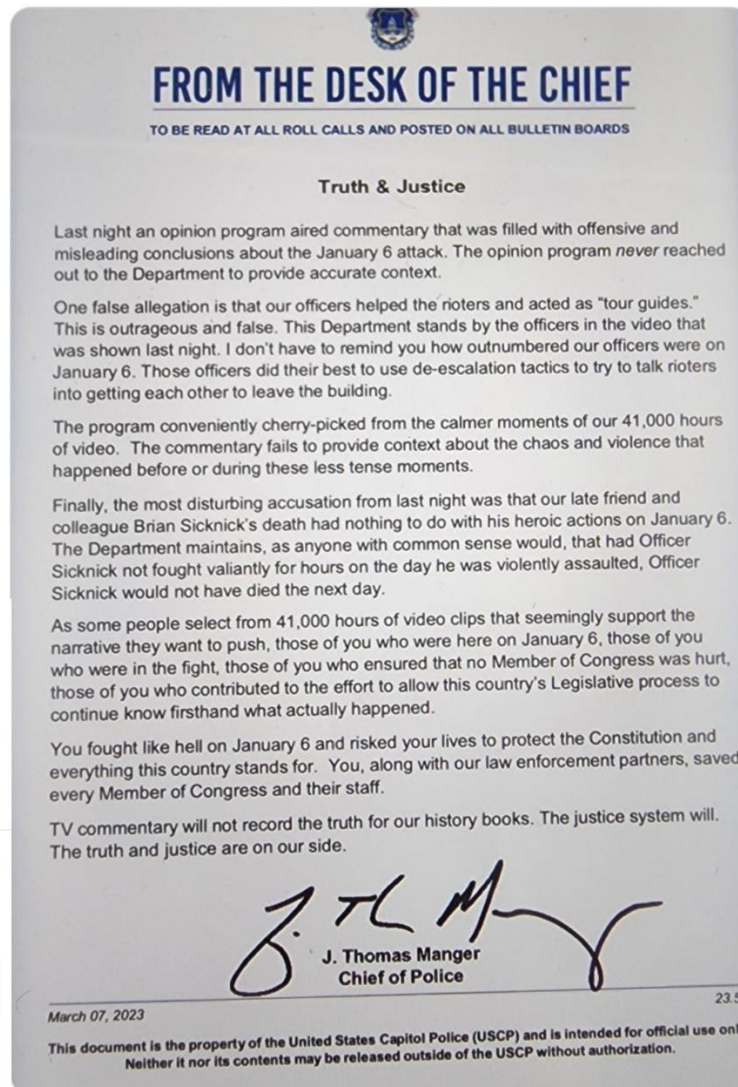 FROM THE DESK OF THE CHIEF
TO BE READ AT ALL ROLL CALLS AND POSTED ON ALL BULLETIN BOARDS
Truth & Justice
Last night an opinion program aired commentary that was filled with offensive and
misleading conclusions about the January 6 attack. The opinion program never reached
out to the Department to provide accurate context.
One false allegation is that our officers helped the rioters and acted as "tour guides."
This is outrageous and false. This Department stands by the officers in the video that
was shown last night. I don't have to remind you how outnumbered our officers were on
January 6. Those officers did their best to use de-escalation tactics to try to talk rioters
into getting each other to leave the building.
The program conveniently cherry-picked from the calmer moments of our 41,000 hours
of video. The commentary fails to provide context about the chaos and violence that
happened before or during these less tense moments.
Finally, the most disturbing accusation from last night was that our late friend and
colleague Brian Sicknick's death had nothing to do with his heroic actions on January 6.
The Department maintains, as anyone with common sense would, that had Officer
Sicknick not fought valiantly for hours on the day he was violently assaulted, Officer
Sicknick would not have died the next day.
As some people select from 41,000 hours of video clips that seemingly support the
narrative they want to push, those of you who were here on January 6, those of you
who were in the fight, those of you who ensured that no Member of Congress was hurt,
those of you who contributed to the effort to allow this country's Legislative process to
continue know firsthand what actually happened.
You fought like hell on January 6 and risked your lives to protect the Constitution and
everything this country stands for. You, along with our law enforcement partners, saved
every Member of Congress and their staff.
TV commentary will not record the truth for our history books. The justice system will.
The truth and justice are on our side.
J. Thomas Manger
Chief of Police
23.5
March 07, 2023
This document is the property of the United States Capitol Police (USCP) and is intended for official use onl
Neither it nor its contents may be released outside of the USCP without authorization.